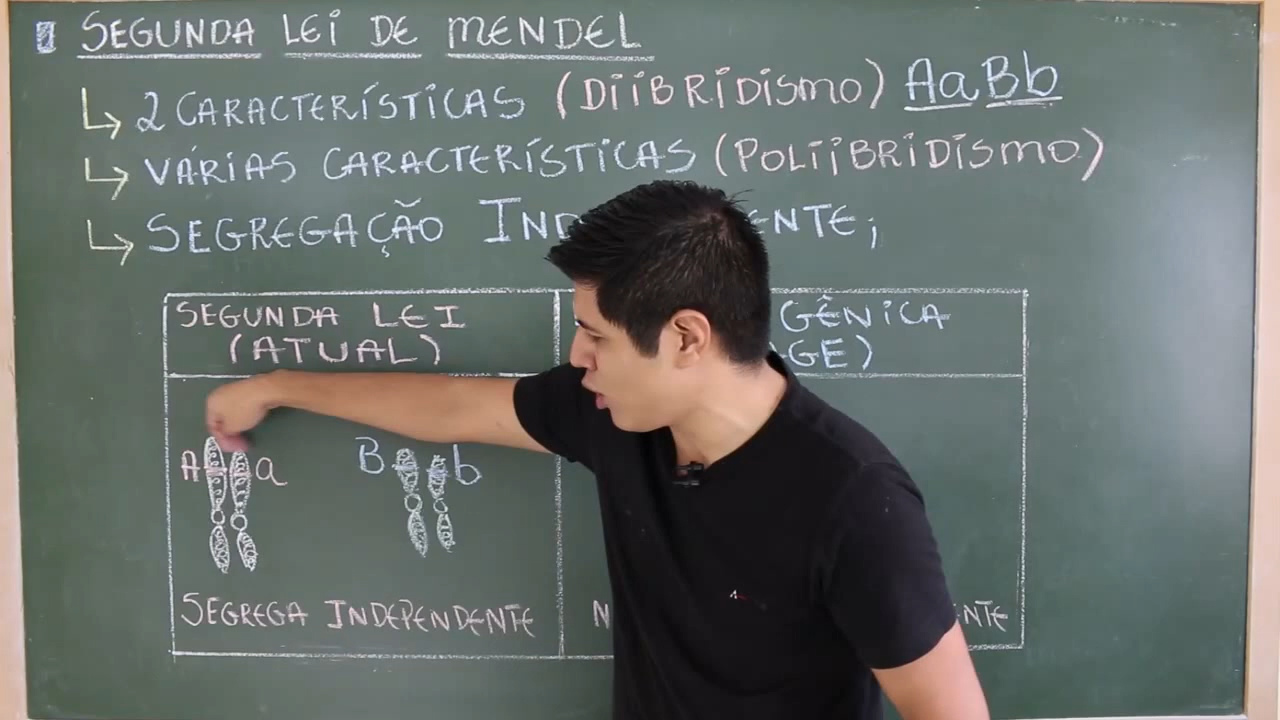 SEGUNDA LEI DE MENDEL
2 CARACTERÍSTICAS (DIIBRIDISMO) AaBb
VÁRIAS CARACTERÍSTICAS (POLIIBRIDISMO)
SEGREGAÇÃO IND ENTE;
SEGUNDA LEI
(ATUAL)
GÊNICA
GE)
A a B b
SEGREGA INDEPENDENTE
N NTE